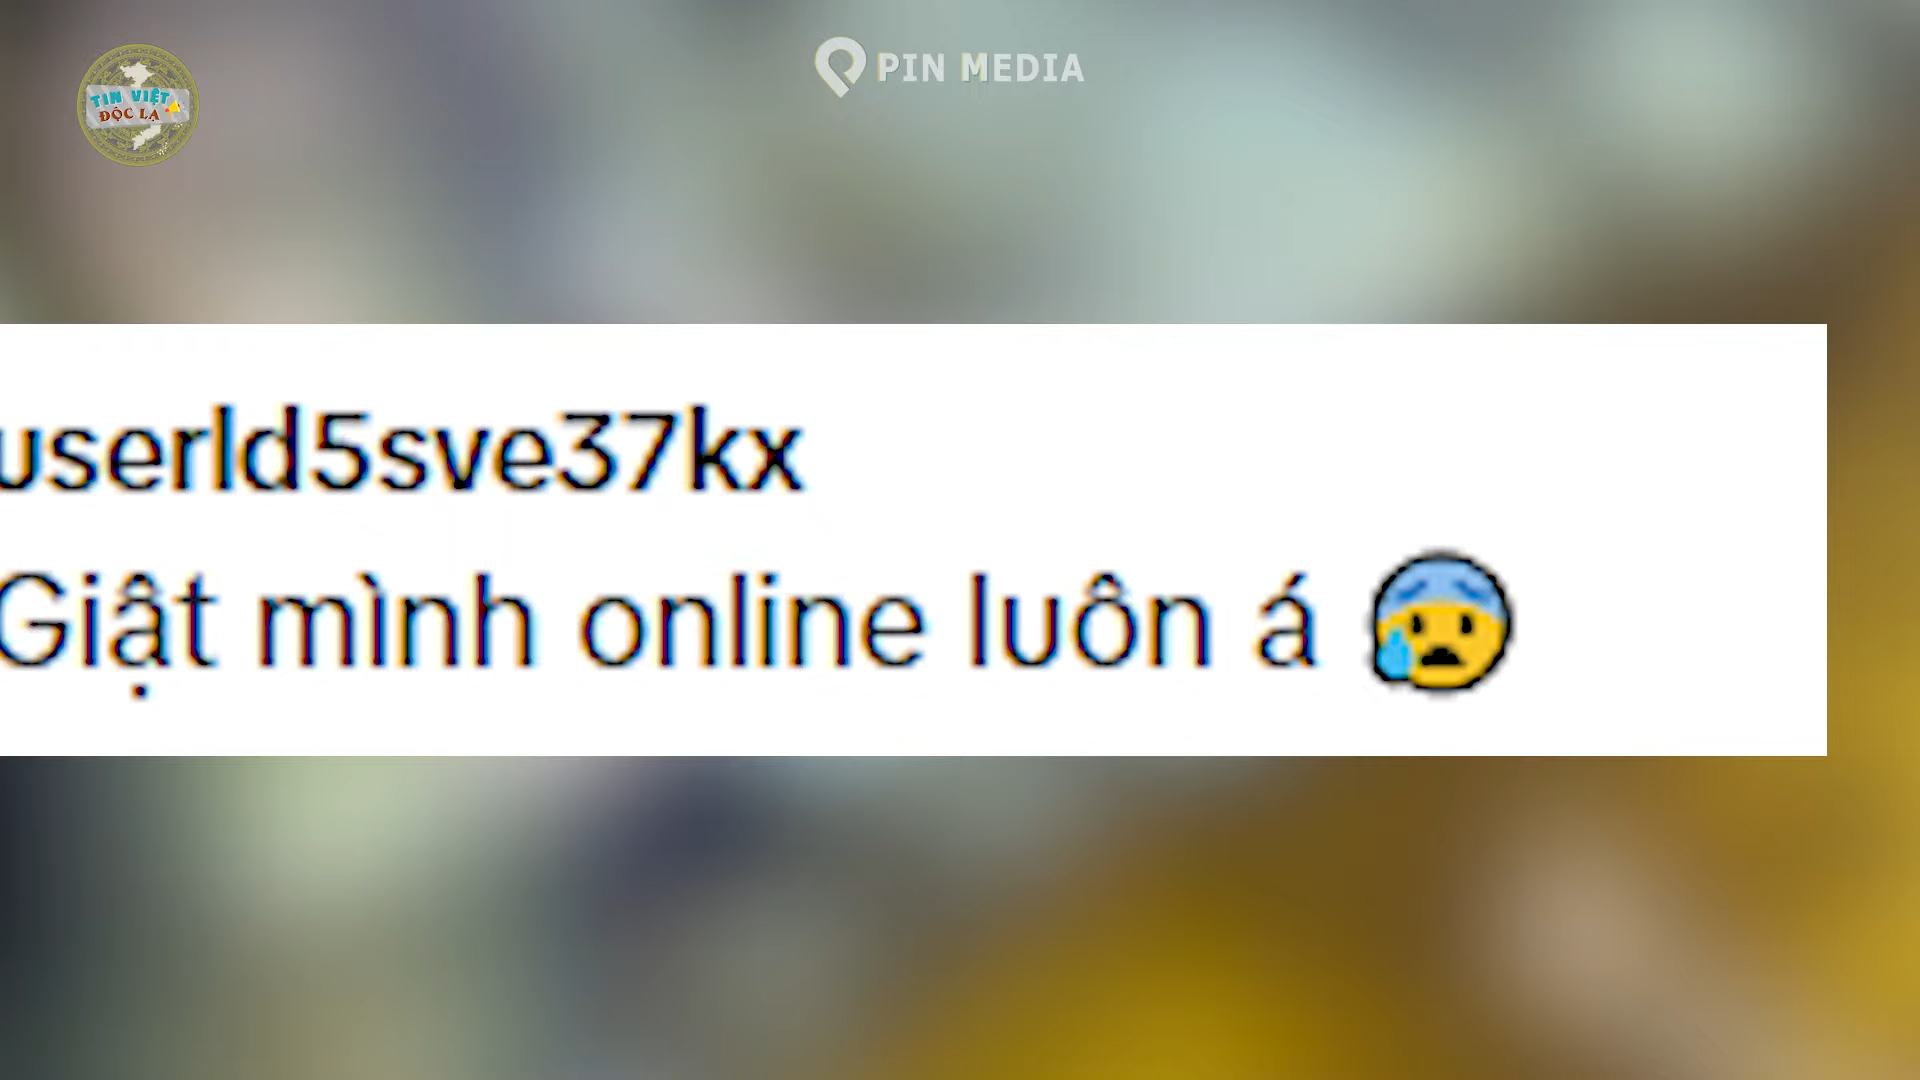 PIN MEDIA
TIN VIỆT
ĐỘC LẠ
userld5sve37kx
Giật mình online luôn á 😰